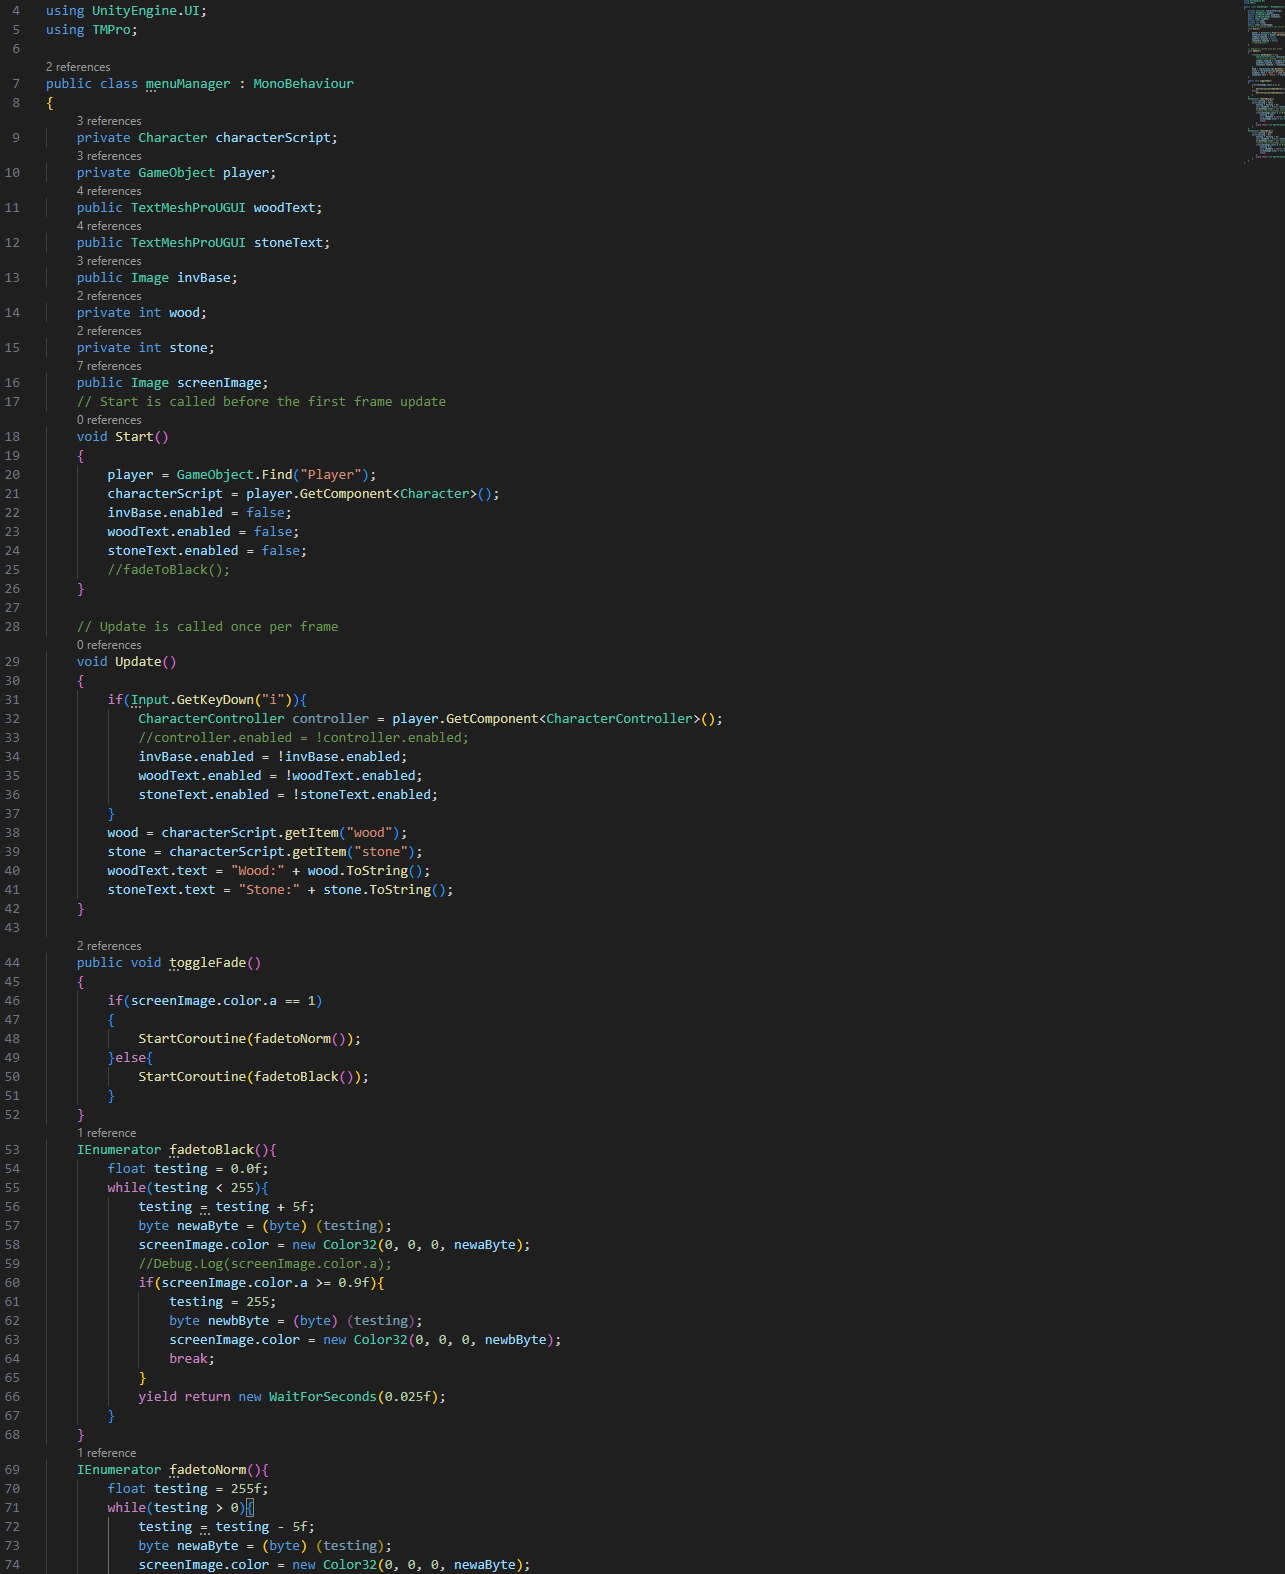 4 using UnityEngine.UI;
5 using TMPro;
6
2 references
7 public class menuManager : MonoBehaviour
8 {
3 references
9 private Character characterScript;
3 references
10 private GameObject player;
4 references
11 public TextMeshProUGUI woodText;
4 references
12 public TextMeshProUGUI stoneText;
3 references
13 public Image invBase;
2 references
14 private int wood;
2 references
15 private int stone;
7 references
16 public Image screenImage;
17 // Start is called before the first frame update
0 references
18 void Start()
19 {
20 player = GameObject.Find("Player");
21 characterScript = player.GetComponent<Character>();
22 invBase.enabled = false;
23 woodText.enabled = false;
24 stoneText.enabled = false;
25 //fadeToBlack();
26 }
27
28 // Update is called once per frame
0 references
29 void Update()
30 {
31 if(Input.GetKeyDown("i")){
32 CharacterController controller = player.GetComponent<CharacterController>();
33 //controller.enabled = !controller.enabled;
34 invBase.enabled = !invBase.enabled;
35 woodText.enabled = !woodText.enabled;
36 stoneText.enabled = !stoneText.enabled;
37 }
38 wood = characterScript.getItem("wood");
39 stone = characterScript.getItem("stone");
40 woodText.text = "Wood:" + wood.ToString();
41 stoneText.text = "Stone:" + stone.ToString();
42 }
43
2 references
44 public void toggleFade()
45 {
46 if(screenImage.color.a == 1)
47 {
48 StartCoroutine(fadetoNorm());
49 }else{
50 StartCoroutine(fadetoBlack());
51 }
52 }
1 reference
53 IEnumerator fadetoBlack(){
54 float testing = 0.0f;
55 while(testing < 255){
56 testing = testing + 5f;
57 byte newaByte = (byte) (testing);
58 screenImage.color = new Color32(0, 0, 0, newaByte);
59 //Debug.Log(screenImage.color.a);
60 if(screenImage.color.a >= 0.9f){
61 testing = 255;
62 byte newbByte = (byte) (testing);
63 screenImage.color = new Color32(0, 0, 0, newbByte);
64 break;
65 }
66 yield return new WaitForSeconds(0.025f);
67 }
68 }
1 reference
69 IEnumerator fadetoNorm(){
70 float testing = 255f;
71 while(testing > 0){
72 testing = testing - 5f;
73 byte newaByte = (byte) (testing);
74 screenImage.color = new Color32(0, 0, 0, newaByte);